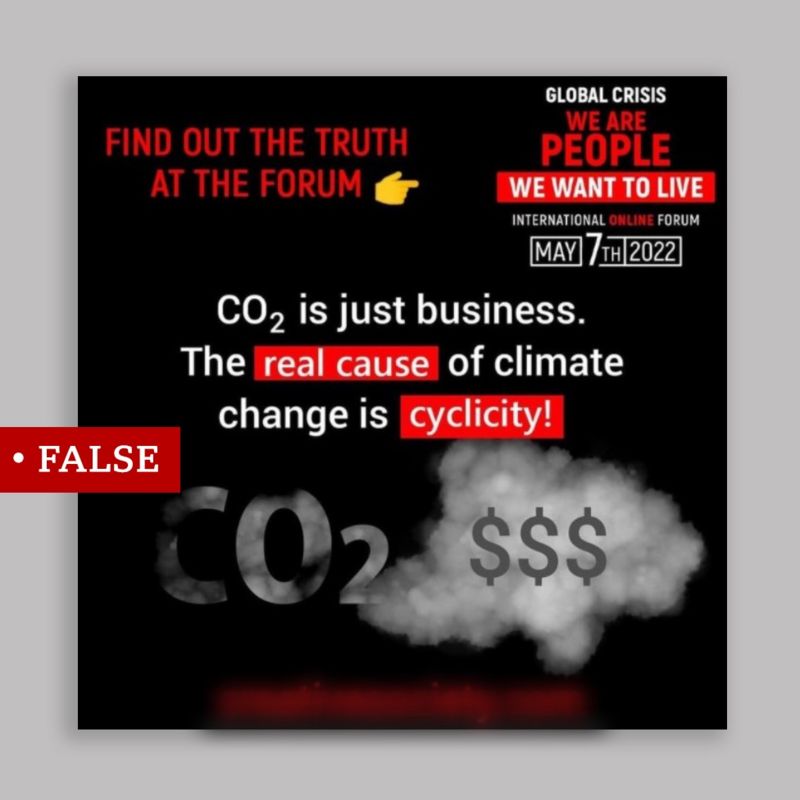 FIND OUT THE TRUTH
AT THE FORUM
GLOBAL CRISIS
WE ARE
PEOPLE
WE WANT TO LIVE
INTERNATIONAL ONLINE FORUM
MAY 7TH 2022
CO₂ is just business.
The real cause of climate
change is cyclicity!
• FALSE
CO₂
$$$